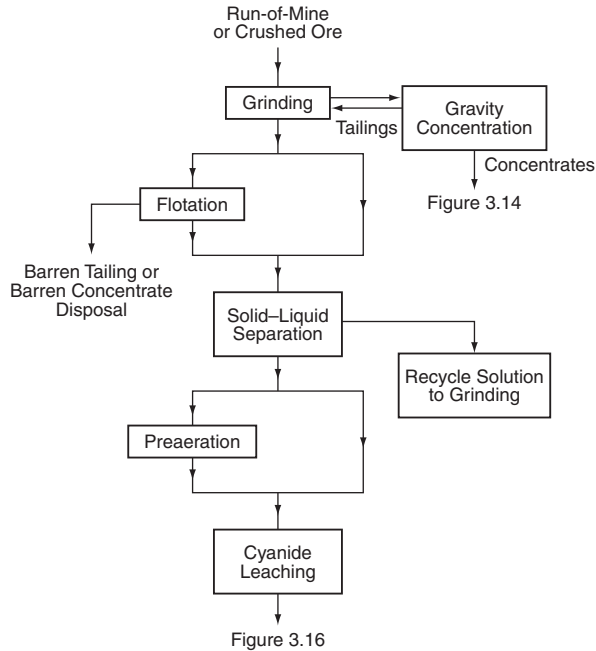 Run-of-Mine
or Crushed Ore
Grinding
Tailings
Gravity
Concentration
Concentrates
Figure 3.14
Flotation
Barren Tailing or
Barren Concentrate
Disposal
Solid–Liquid
Separation
Recycle Solution
to Grinding
Preaeration
Cyanide
Leaching
Figure 3.16